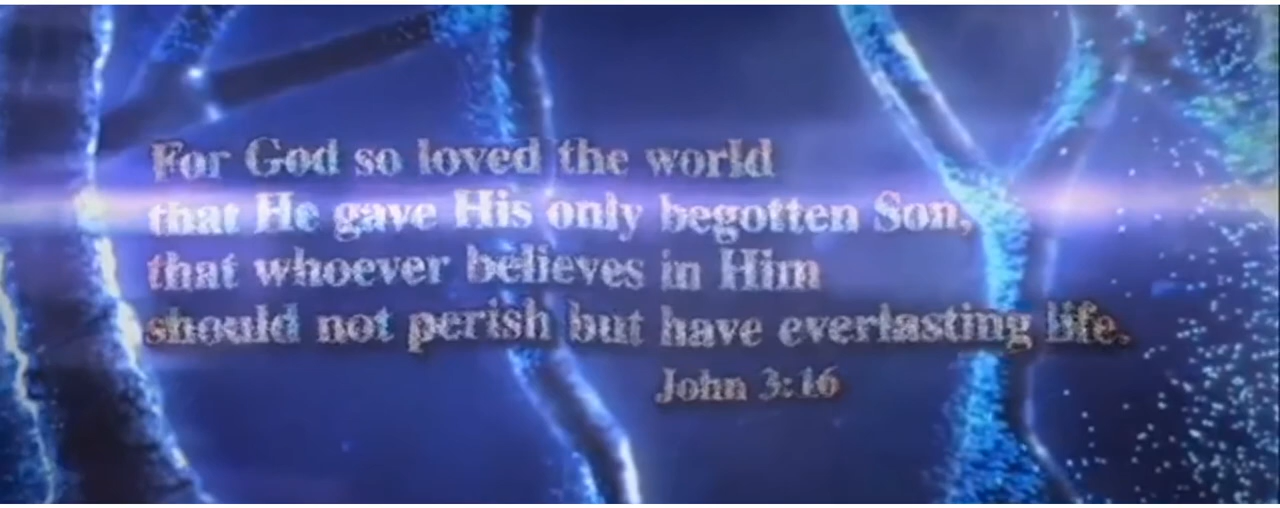 For God so loved the world
that He gave His only begotten Son,
that whoever believes in Him
should not perish but have everlasting life.
John 3:16